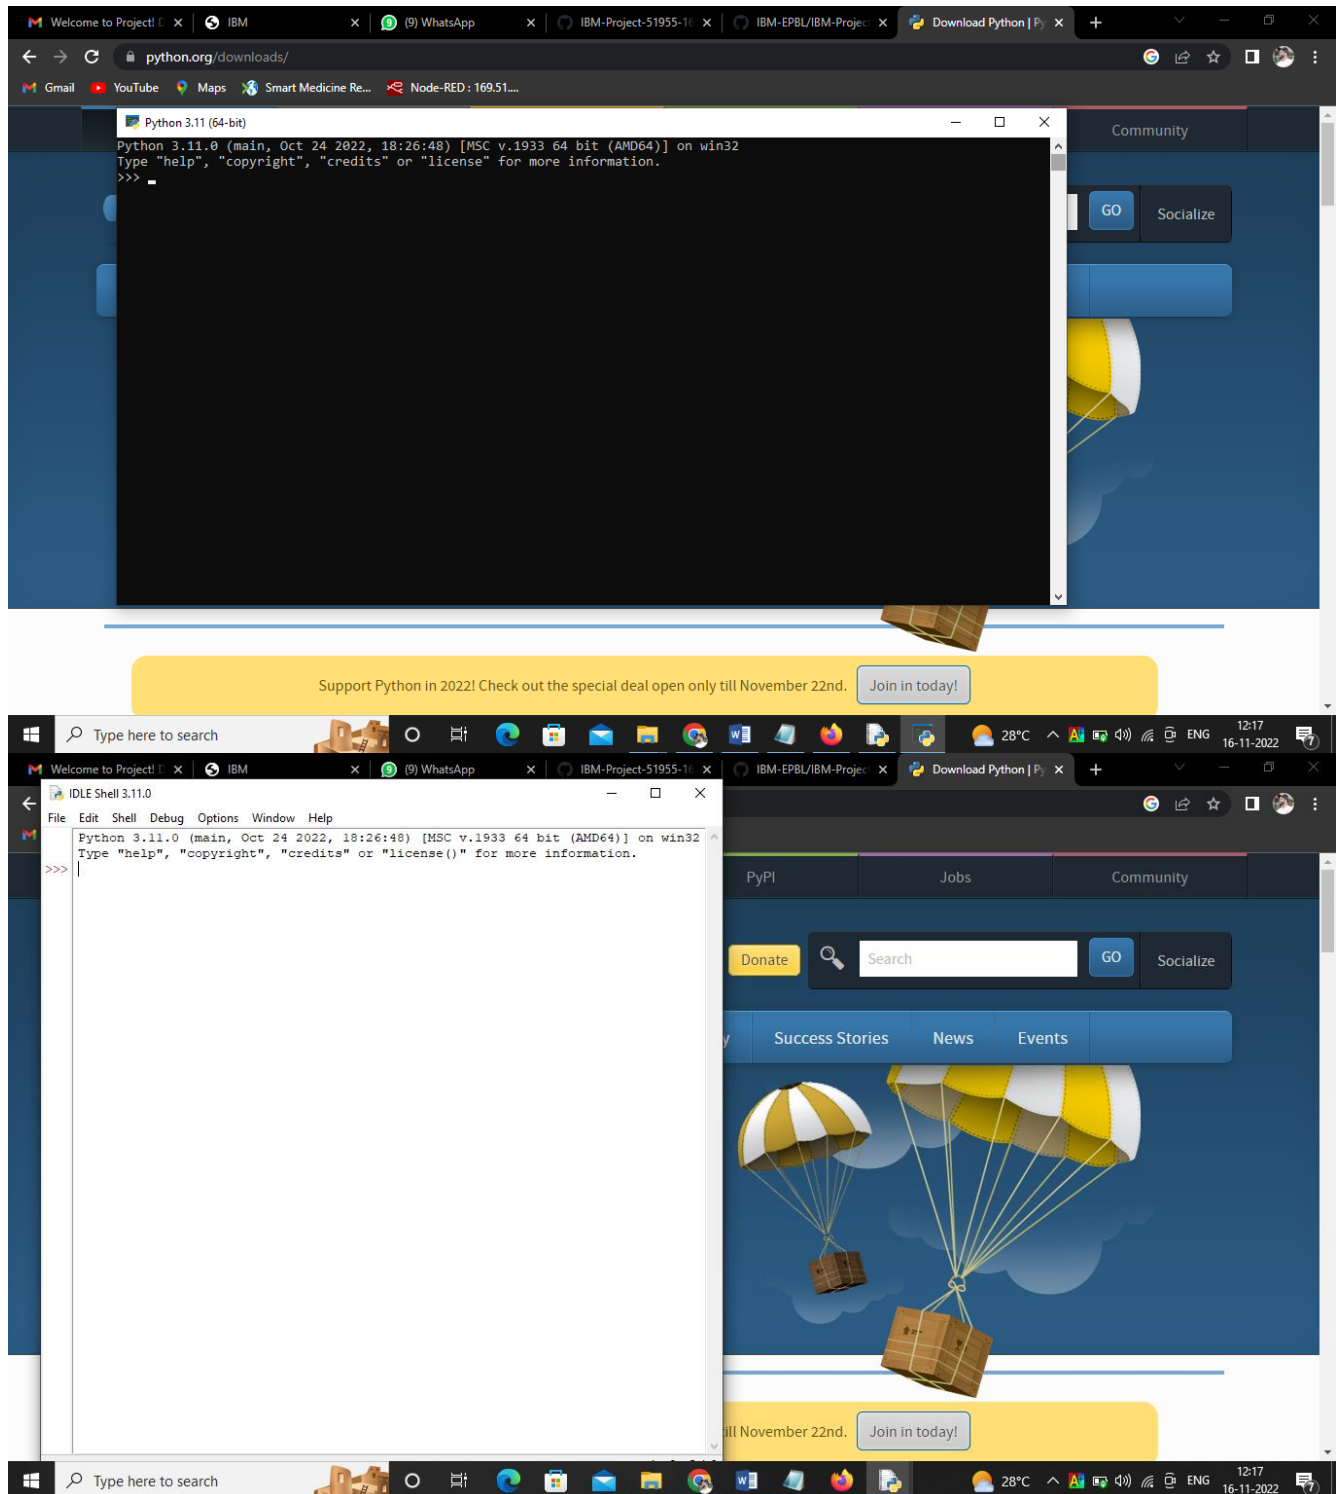 Welcome to Project! D
IBM
(9) WhatsApp
IBM-Project-51955-16
IBM-EPBL/IBM-Projec
Download Python | Py
python.org/downloads/
Gmail
YouTube
Maps
Smart Medicine Re...
Node-RED : 169.51....
Python 3.11 (64-bit)
Python 3.11.0 (main, Oct 24 2022, 18:26:48) [MSC v.1933 64 bit (AMD64)] on win32
Type "help", "copyright", "credits" or "license" for more information.
>>>
Community
GO
Socialize
Support Python in 2022! Check out the special deal open only till November 22nd.
Join in today!
Type here to search
28°C
ENG
12:17
16-11-2022
7
Welcome to Project! D
IBM
(9) WhatsApp
IBM-Project-51955-16
IBM-EPBL/IBM-Projec
Download Python | Py
IDLE Shell 3.11.0
File Edit Shell Debug Options Window Help
Python 3.11.0 (main, Oct 24 2022, 18:26:48) [MSC v.1933 64 bit (AMD64)] on win32
Type "help", "copyright", "credits" or "license()" for more information.
>>>
PyPI
Jobs
Community
Donate
Search
GO
Socialize
y
Success Stories
News
Events
till November 22nd.
Join in today!
Type here to search
28°C
ENG
12:17
16-11-2022
7